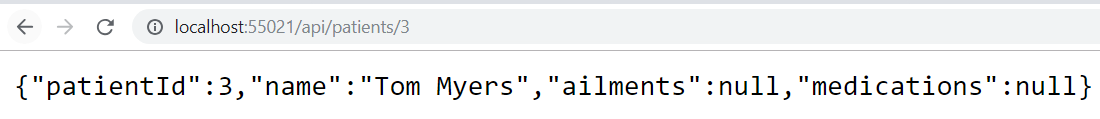 localhost:55021/api/patients/3
{"patientId":3,"name":"Tom Myers","ailments":null,"medications":null}